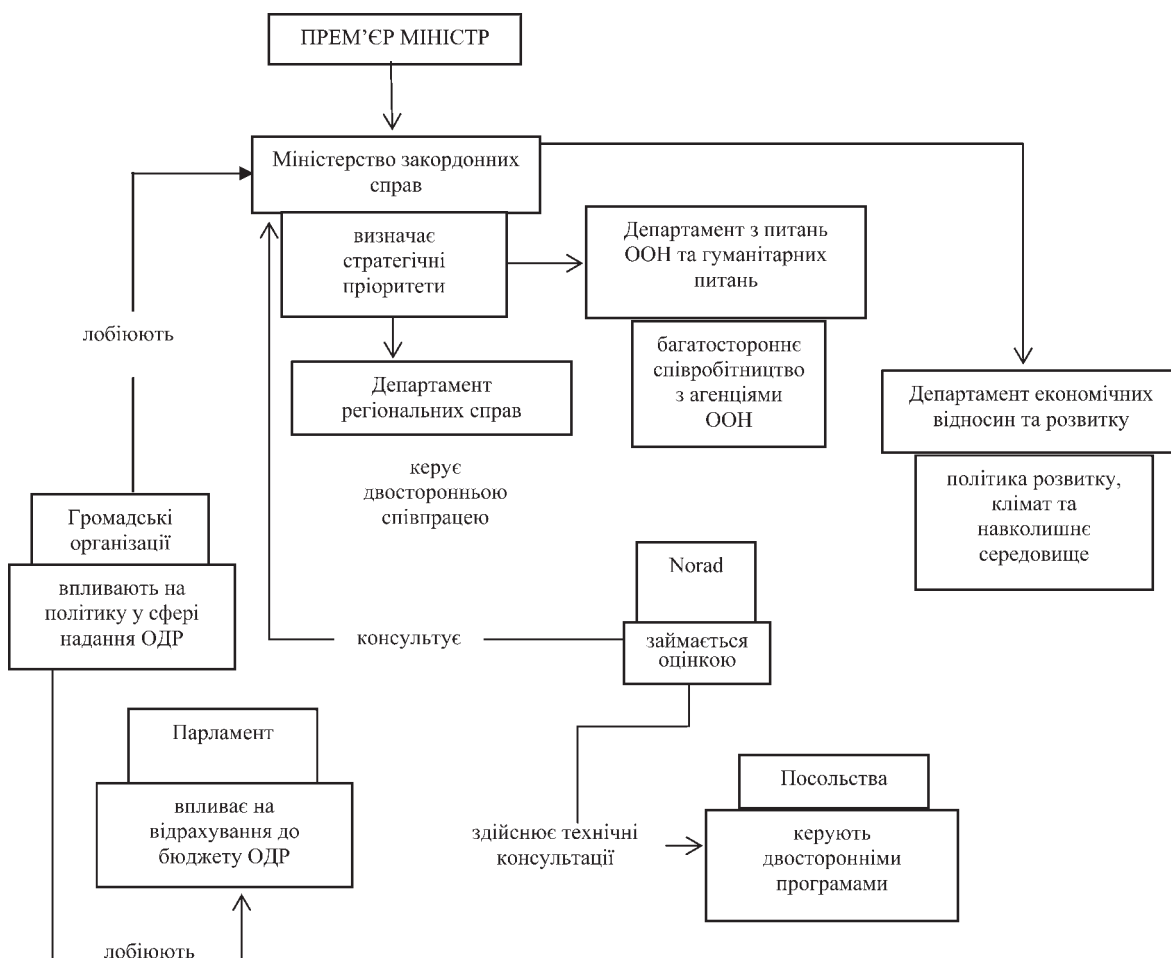 ПРЕМ’ЄР МІНІСТР
Міністерство закордонних
справ
визначає
стратегічні
пріоритети
Департамент з питань
ООН та гуманітарних
питань
лобіюють
багатостороннє
співробітництво
з агенціями
ООН
Департамент
регіональних справ
Департамент економічних
відносин та розвитку
керує
двосторонньою
співпрацею
політика розвитку,
клімат та
навколишнє
середовище
Громадські
організації
впливають на
політику у сфері
надання ОДР
Norad
консультує
займається
оцінкою
Парламент
впливає на
відрахування до
бюджету ОДР
Посольства
здійснює технічні
консультації
керують
двосторонніми
програмами
лобіюють